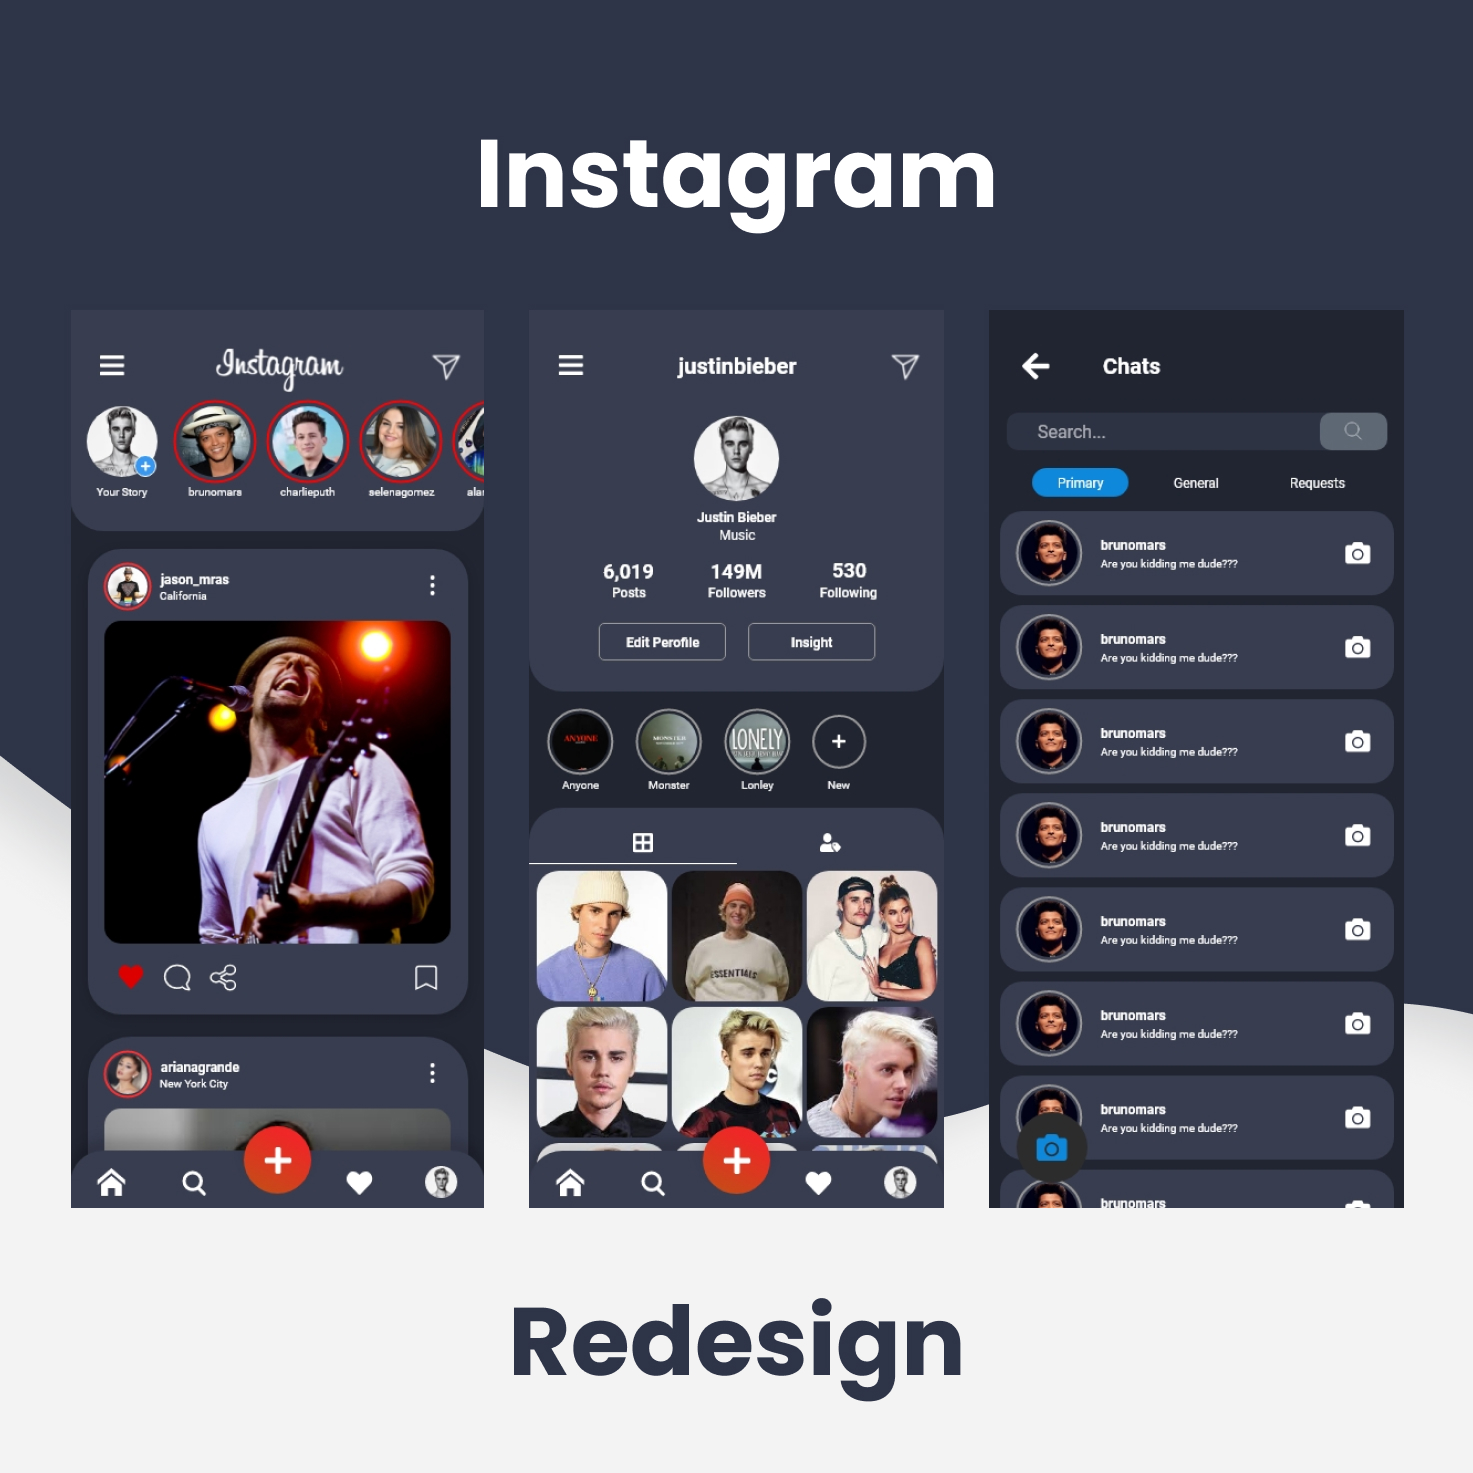 Instagram
Instagram
Your Story
brunomars
charlieputh
selenagomez
jason_mras
California
arianagrande
New York City
justinbieber
Justin Bieber
Music
6,019
149M
530
Posts
Followers
Following
Edit Perofile
Insight
ANYONE
MONSTER
LONELY
Anyone
Monster
Lonley
New
ESSENTIALS
Chats
Search...
Primary
General
Requests
brunomars
Are you kidding me dude???
brunomars
Are you kidding me dude???
brunomars
Are you kidding me dude???
brunomars
Are you kidding me dude???
brunomars
Are you kidding me dude???
brunomars
Are you kidding me dude???
brunomars
Are you kidding me dude???
brunomars
Redesign